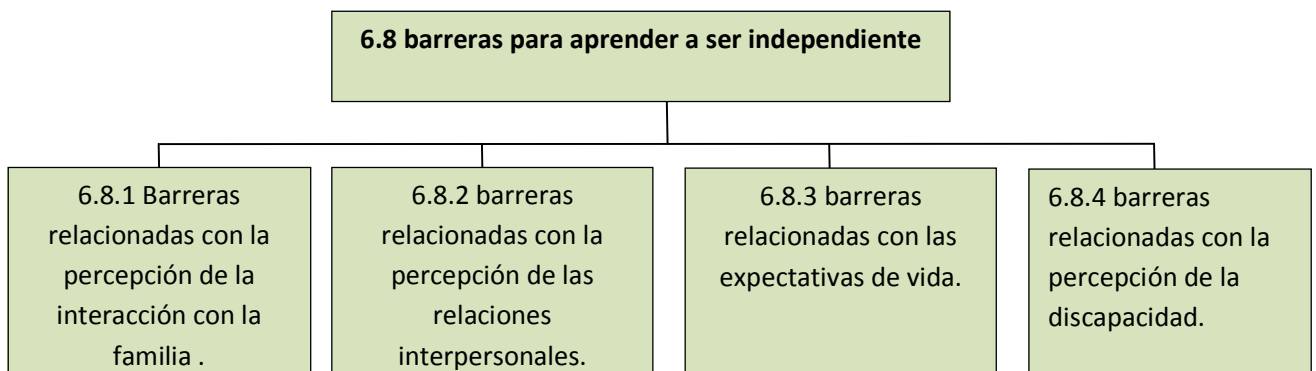 6.8 barreras para aprender a ser independiente
6.8.1 Barreras
relacionadas con la
percepción de la
interacción con la
familia .
6.8.2 barreras
relacionadas con la
percepción de las
relaciones
interpersonales.
6.8.3 barreras
relacionadas con las
expectativas de vida.
6.8.4 barreras
relacionadas con la
percepción de la
discapacidad.